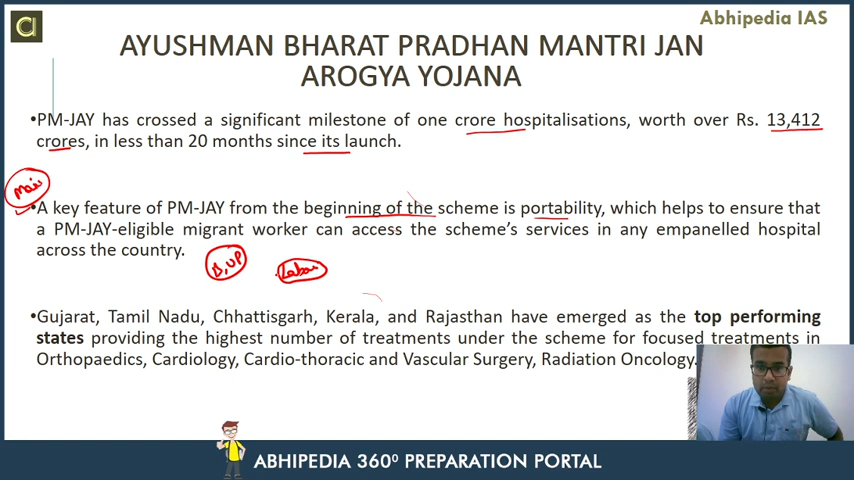 Abhipedia IAS
AYUSHMAN BHARAT PRADHAN MANTRI JAN
AROGYA YOJANA
•PM-JAY has crossed a significant milestone of one crore hospitalisations, worth over Rs. 13,412
crores, in less than 20 months since its launch.
•A key feature of PM-JAY from the beginning of the scheme is portability, which helps to ensure that
a PM-JAY-eligible migrant worker can access the scheme's services in any empanelled hospital
across the country.
B, UP
•Gujarat, Tamil Nadu, Chhattisgarh, Kerala, and Rajasthan have emerged as the top performing
states providing the highest number of treatments under the scheme for focused treatments in
Orthopaedics, Cardiology, Cardio-thoracic and Vascular Surgery, Radiation Oncology.
ABHIPEDIA 360⁰ PREPARATION PORTAL